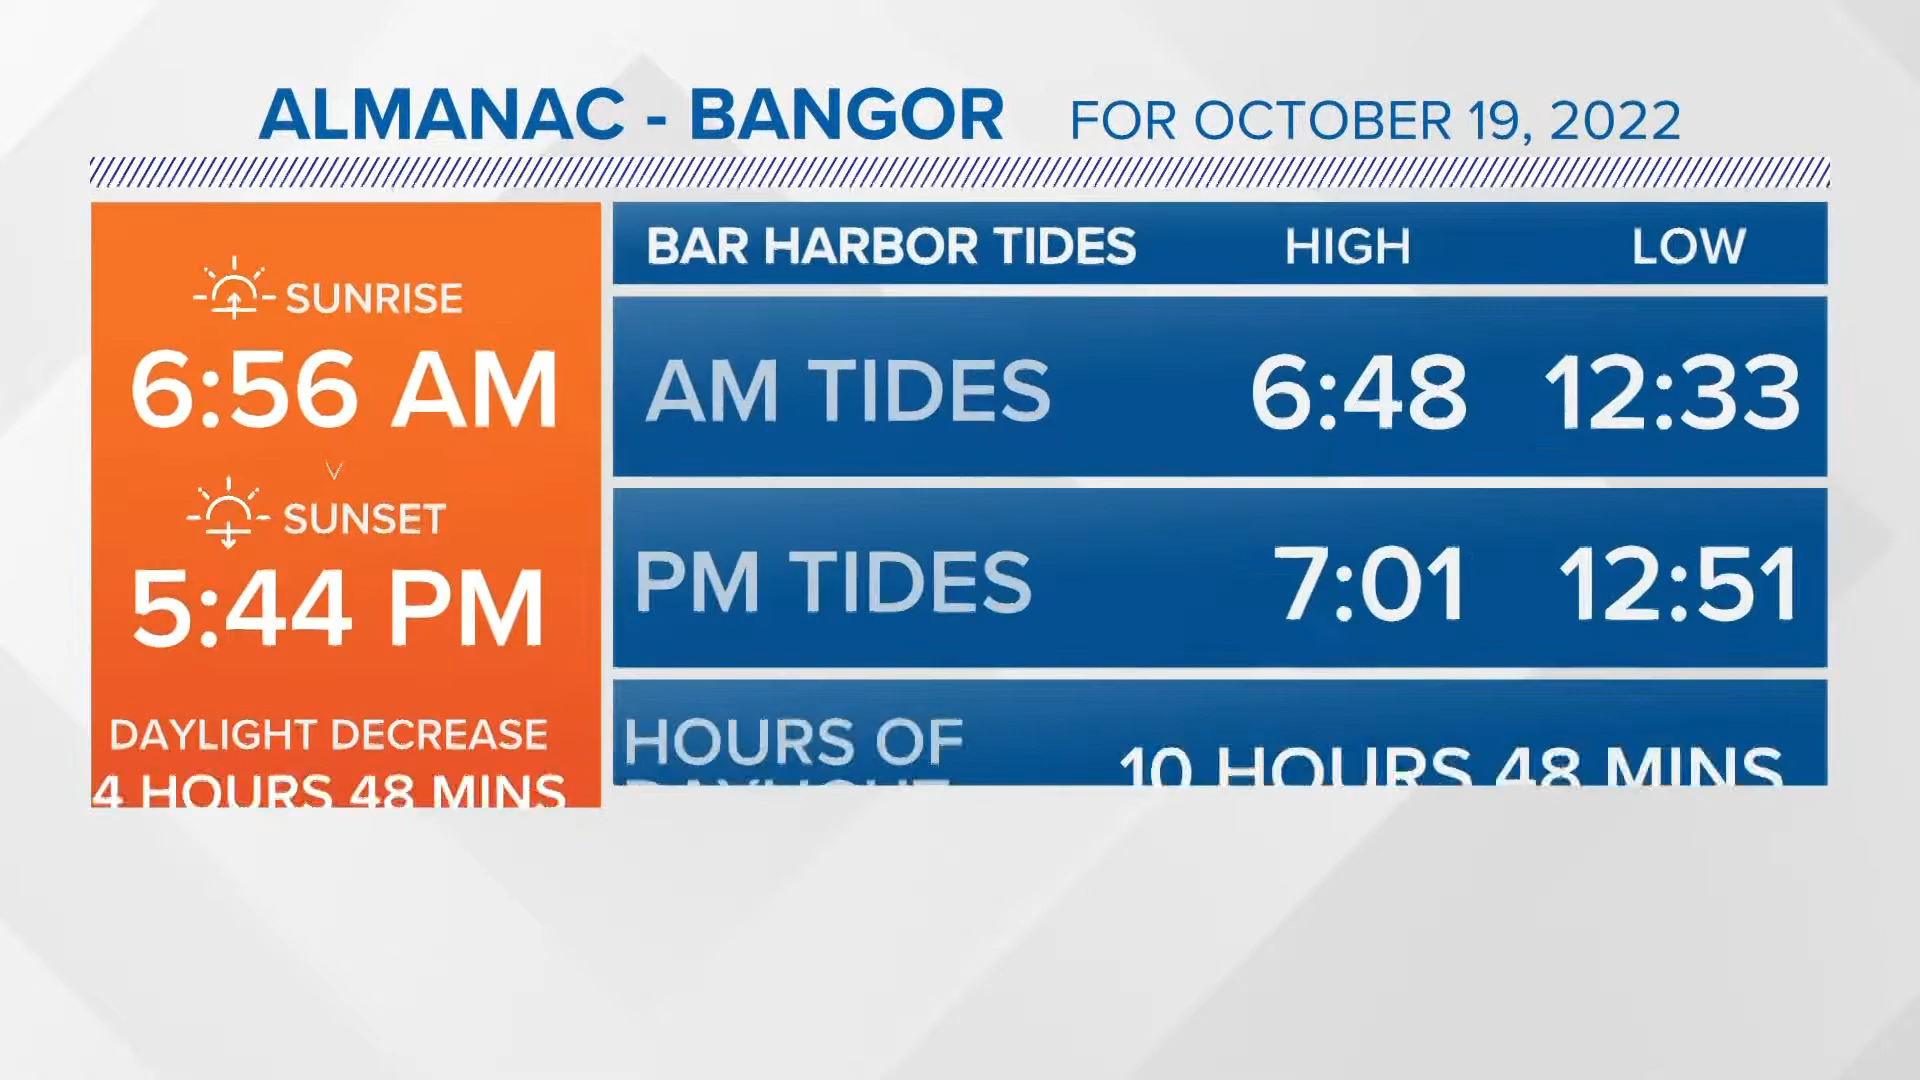 ALMANAC - BANGOR FOR OCTOBER 19, 2022
SUNRISE
6:56 AM
SUNSET
5:44 PM
DAYLIGHT DECREASE
4 HOURS 48 MINS
BAR HARBOR TIDES HIGH LOW
AM TIDES 6:48 12:33
PM TIDES 7:01 12:51
HOURS OF
10 HOURS 48 MINS